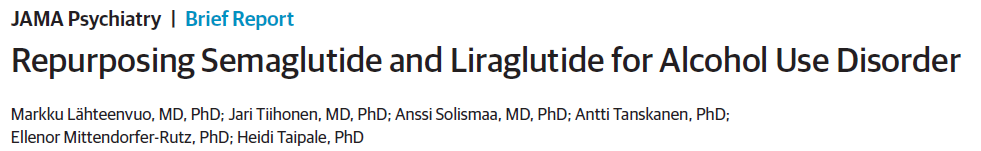 JAMA Psychiatry | Brief Report
Repurposing Semaglutide and Liraglutide for Alcohol Use Disorder
Markku Lähteenvuo, MD, PhD; Jari Tiihonen, MD, PhD; Anssi Solismaa, MD, PhD; Antti Tanskanen, PhD;
Ellenor Mittendorfer-Rutz, PhD; Heidi Taipale, PhD